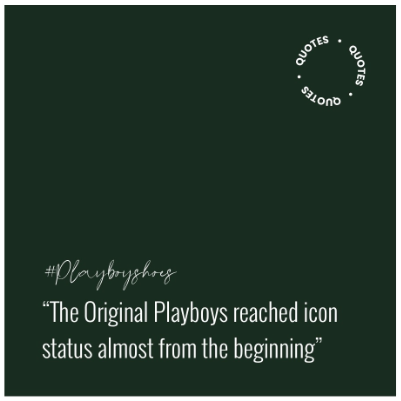 QUOTES • QUOTES • QUOTES •
#Playboyshoes
“The Original Playboys reached icon
status almost from the beginning”